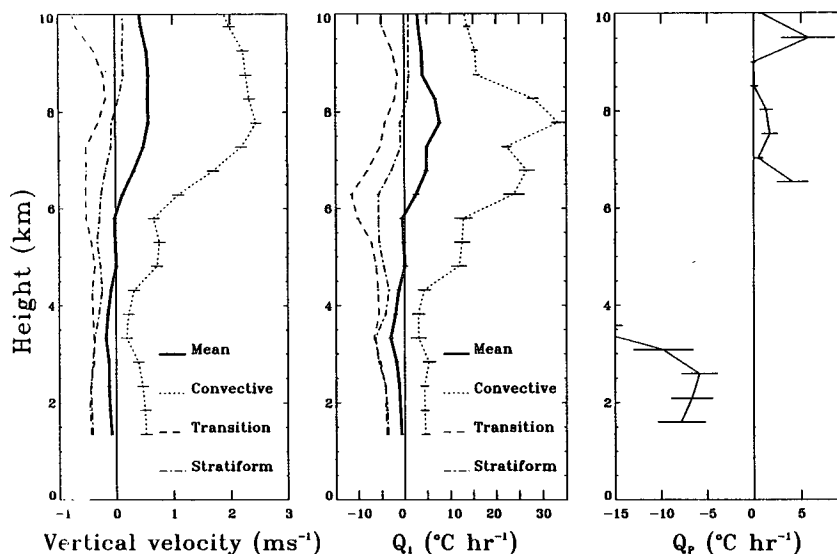 10
8
6
4
2
0
Height (km)
Mean
Convective
Transition
Stratiform
-1 0 1 2 3
Vertical velocity (ms⁻¹)
10
8
6
4
2
0
Mean
Convective
Transition
Stratiform
-10 0 10 20 30
Q₁ (°C hr⁻¹)
10
8
6
4
2
0
-15 -10 -5 0 5
Qₚ (°C hr⁻¹)